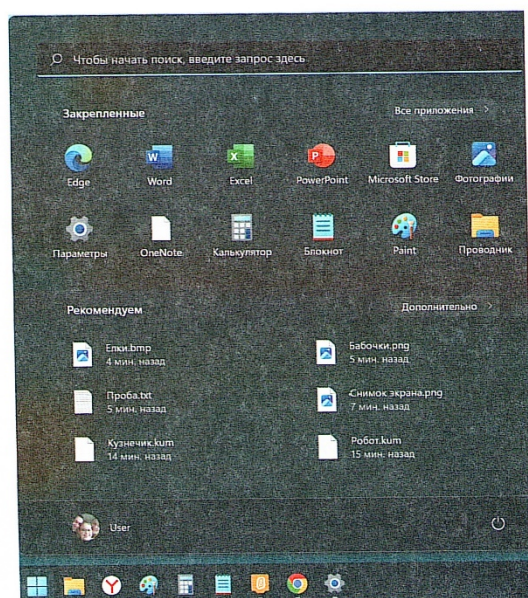 Чтобы начать поиск, введите запрос здесь
Закрепленные
Все приложения >
Edge
Word
Excel
PowerPoint
Microsoft Store
Фотографии
Параметры
OneNote
Калькулятор
Блокнот
Paint
Проводник
Рекомендуем
Дополнительно >
Елки.bmp
4 мин. назад
Бабочки.png
5 мин. назад
Проба.txt
5 мин. назад
Снимок экрана.png
7 мин. назад
Кузнечик.kum
14 мин. назад
Робот.kum
15 мин. назад
User